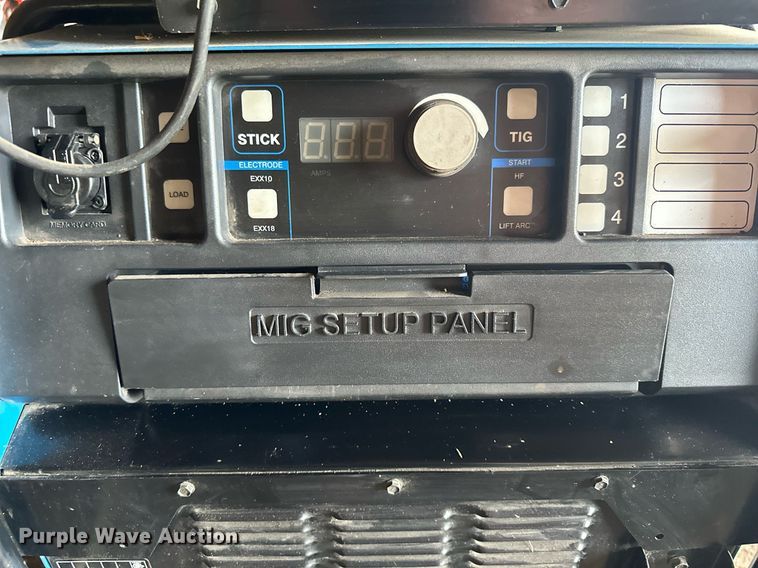 STICK
ELECTRODE
EXX10
EXX18
AMPS
TIG
START
HF
LIFT ARC
1
2
3
4
LOAD
MEMORY CARD
MIG SETUP PANEL
Purple Wave Auction